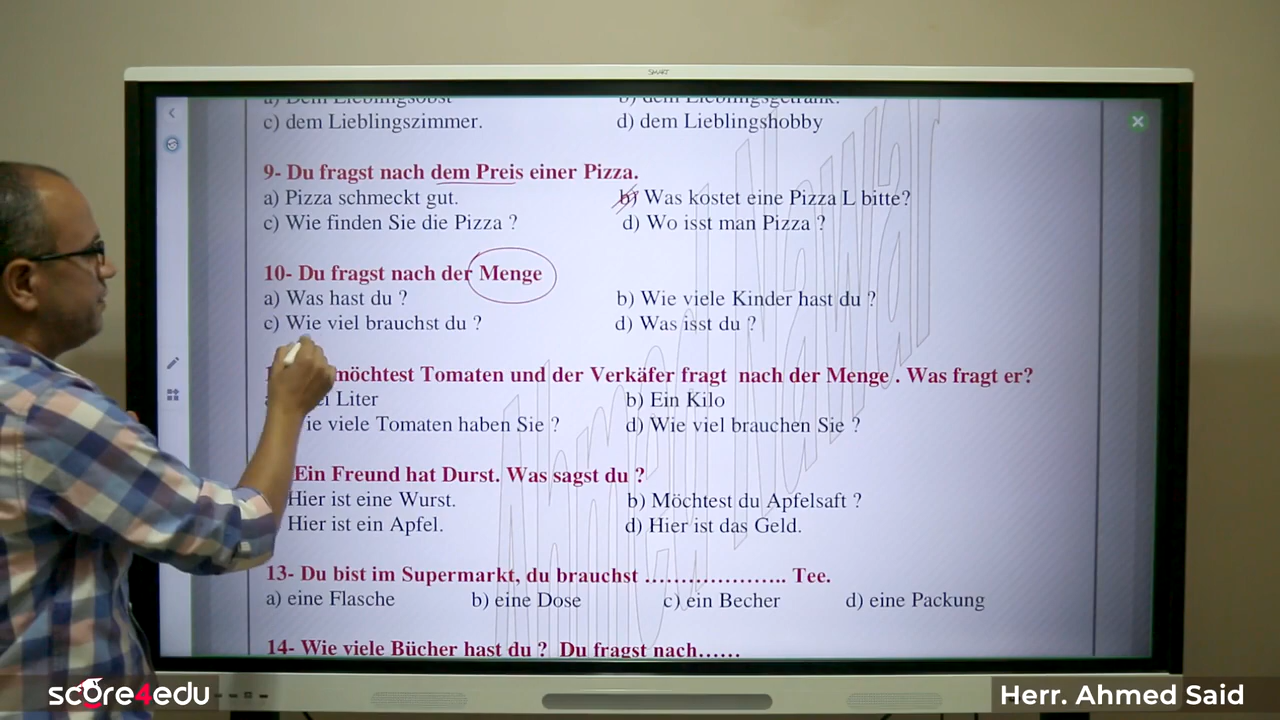 SMART
c) dem Lieblingszimmer. d) dem Lieblingshobby
9- Du fragst nach dem Preis einer Pizza.
a) Pizza schmeckt gut. b) Was kostet eine Pizza L bitte?
c) Wie finden Sie die Pizza ? d) Wo isst man Pizza ?
10- Du fragst nach der Menge
a) Was hast du ? b) Wie viele Kinder hast du ?
c) Wie viel brauchst du ? d) Was isst du ?
möchtest Tomaten und der Verkäfer fragt nach der Menge . Was fragt er?
Liter b) Ein Kilo
ie viele Tomaten haben Sie ? d) Wie viel brauchen Sie ?
Ein Freund hat Durst. Was sagst du ?
Hier ist eine Wurst. b) Möchtest du Apfelsaft ?
Hier ist ein Apfel. d) Hier ist das Geld.
13- Du bist im Supermarkt, du brauchst ………………….. Tee.
a) eine Flasche b) eine Dose c) ein Becher d) eine Packung
14- Wie viele Bücher hast du ? Du fragst nach……
Ahmed Nawar
score4edu
Herr. Ahmed Said